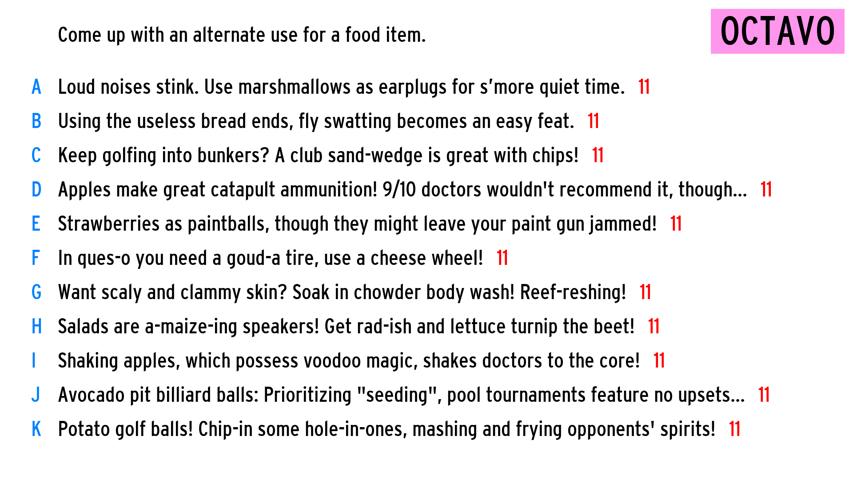 Come up with an alternate use for a food item.
OCTAVO
A Loud noises stink. Use marshmallows as earplugs for s'more quiet time. 11
B Using the useless bread ends, fly swatting becomes an easy feat. 11
C Keep golfing into bunkers? A club sand-wedge is great with chips! 11
D Apples make great catapult ammunition! 9/10 doctors wouldn't recommend it, though... 11
E Strawberries as paintballs, though they might leave your paint gun jammed! 11
F In ques-o you need a goud-a tire, use a cheese wheel! 11
G Want scaly and clammy skin? Soak in chowder body wash! Reef-reshing! 11
H Salads are a-maize-ing speakers! Get rad-ish and lettuce turnip the beet! 11
I Shaking apples, which possess voodoo magic, shakes doctors to the core! 11
J Avocado pit billiard balls: Prioritizing "seeding", pool tournaments feature no upsets... 11
K Potato golf balls! Chip-in some hole-in-ones, mashing and frying opponents' spirits! 11